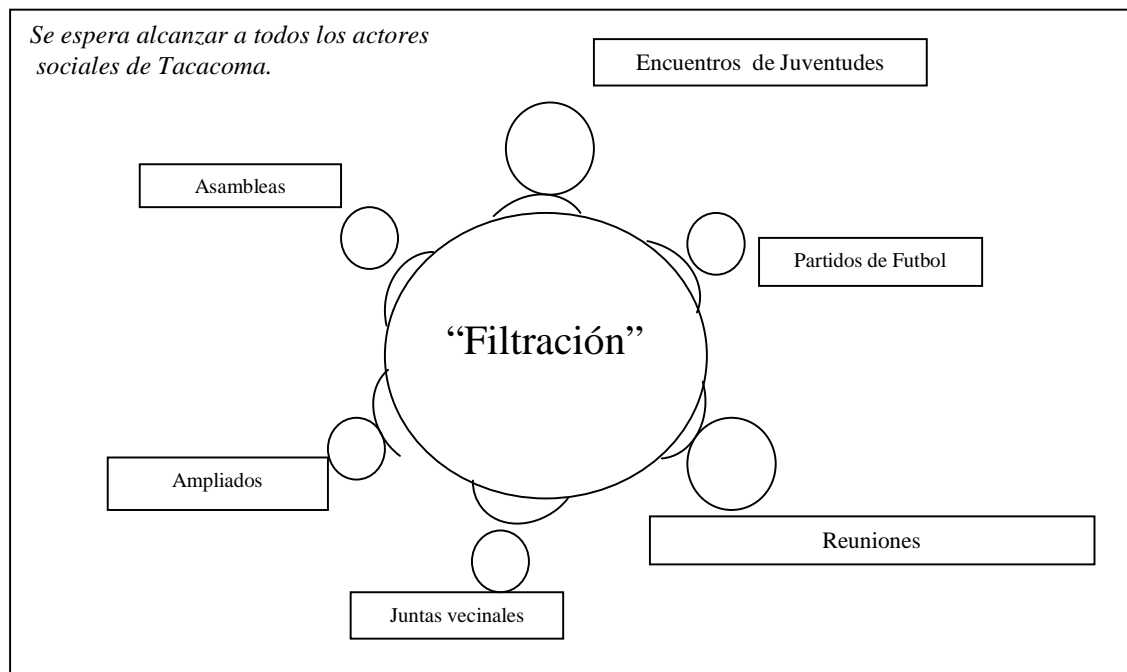 Se espera alcanzar a todos los actores
sociales de Tacacoma.
Encuentros de Juventudes
Asambleas
Partidos de Futbol
“Filtración”
Ampliados
Reuniones
Juntas vecinales